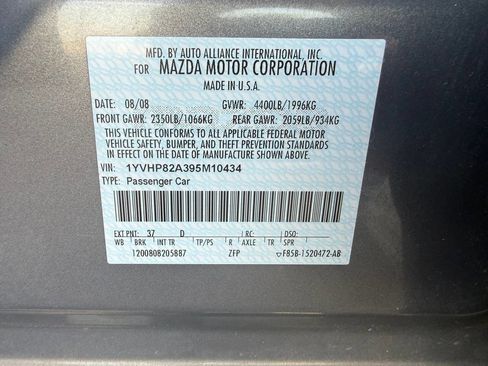 MFD. BY AUTO ALLIANCE INTERNATIONAL, INC.
FOR MAZDA MOTOR CORPORATION
MADE IN U.S.A.
DATE: 08/08 GVWR: 4400LB/1996KG
FRONT GAWR: 2350LB/1066KG REAR GAWR: 2059LB/934KG
THIS VEHICLE CONFORMS TO ALL APPLICABLE FEDERAL MOTOR
VEHICLE SAFETY, BUMPER, AND THEFT PREVENTION STANDARDS
IN EFFECT ON THE DATE OF MANUFACTURE SHOWN ABOVE.
VIN: 1YVHP82A395M10434
TYPE: Passenger Car
EXT PNT: 37 D RC: DSO:
WB BRK INT TR TP/PS R AXLE TR SPR
1200808205887 ZFP F85B-1520472-AB